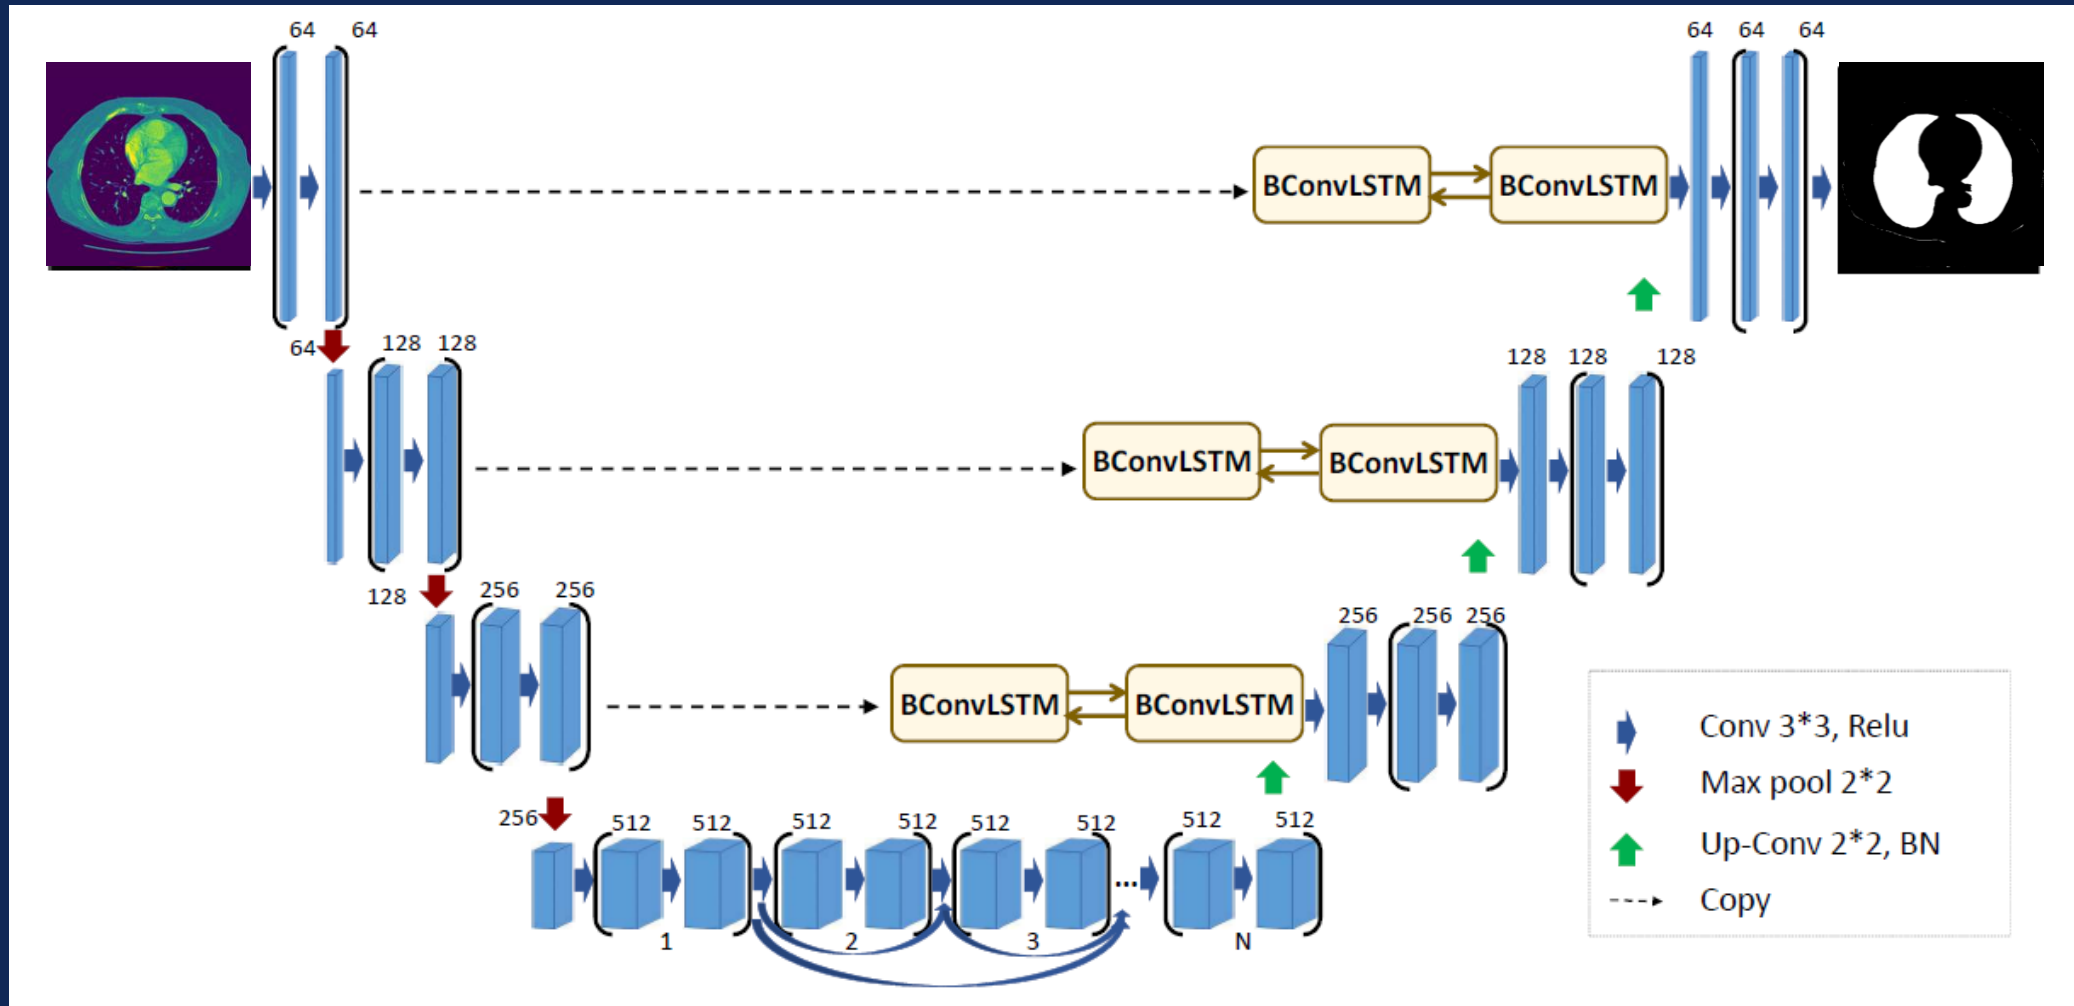 64 64
64 64 64
BConvLSTM BConvLSTM
64 128 128
128 128 128
BConvLSTM BConvLSTM
128 256 256
256 256 256
BConvLSTM BConvLSTM
256 512 512 512 512 512 512 512 512
... 
1 2 3 N
Conv 3*3, Relu
Max pool 2*2
Up-Conv 2*2, BN
Copy